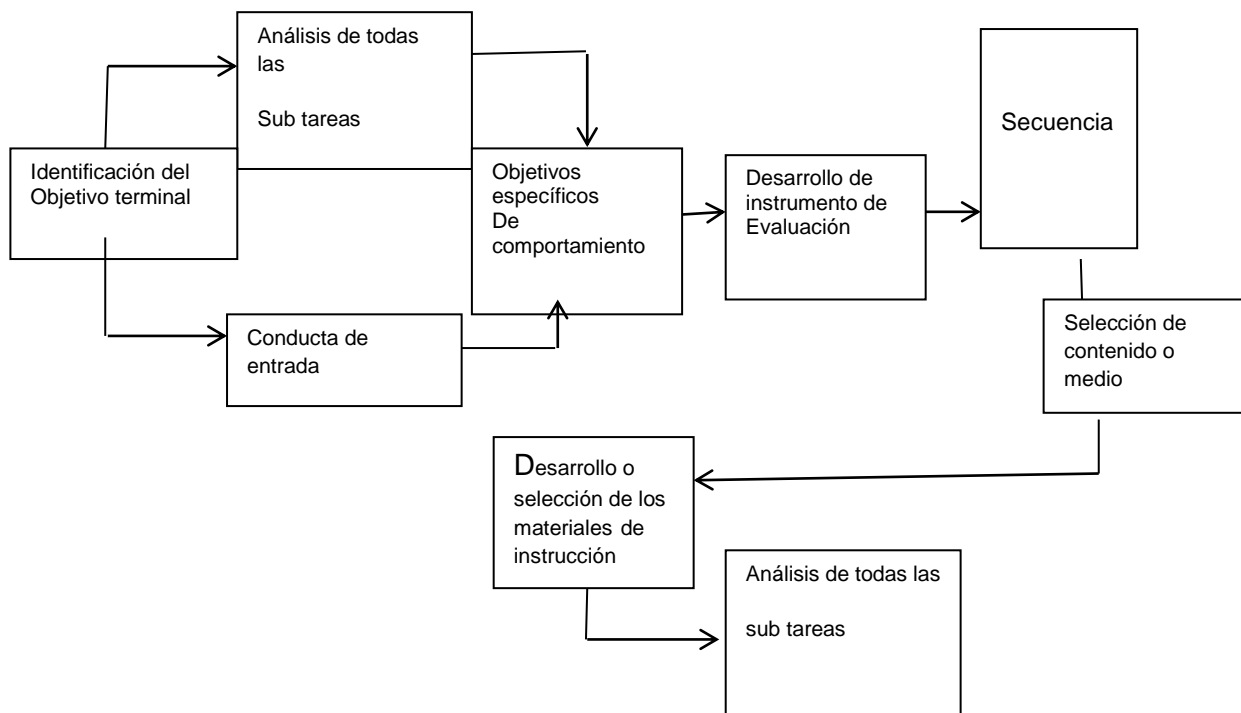 Análisis de todas
las
Sub tareas
Identificación del
Objetivo terminal
Conducta de
entrada
Objetivos
específicos
De
comportamiento
Desarrollo de
instrumento de
Evaluación
Secuencia
Selección de
contenido o
medio
Desarrollo o
selección de los
materiales de
instrucción
Análisis de todas las
sub tareas